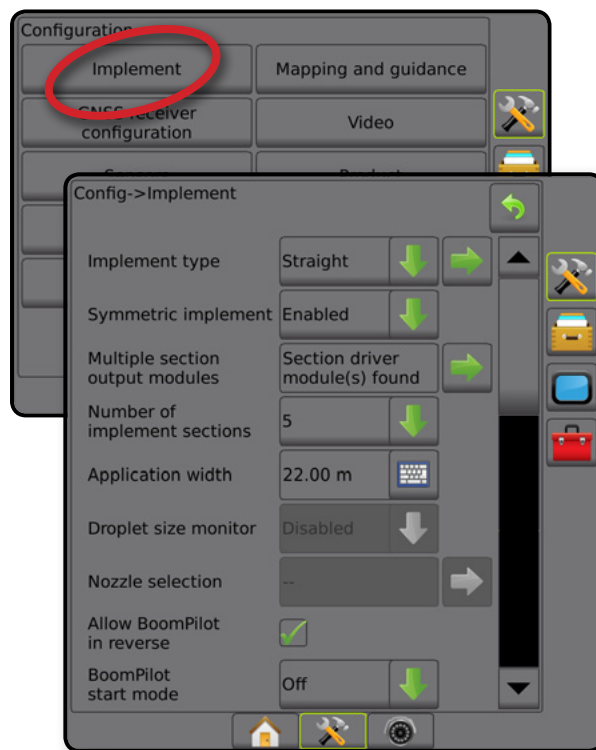 Configuration
Implement
Mapping and guidance
GNSS receiver
configuration
Video
Config->Implement
Implement type
Straight
Symmetric implement
Enabled
Multiple section
output modules
Section driver
module(s) found
Number of
implement sections
5
Application width
22.00 m
Droplet size monitor
Disabled
Nozzle selection
--
Allow BoomPilot
in reverse
BoomPilot
start mode
Off